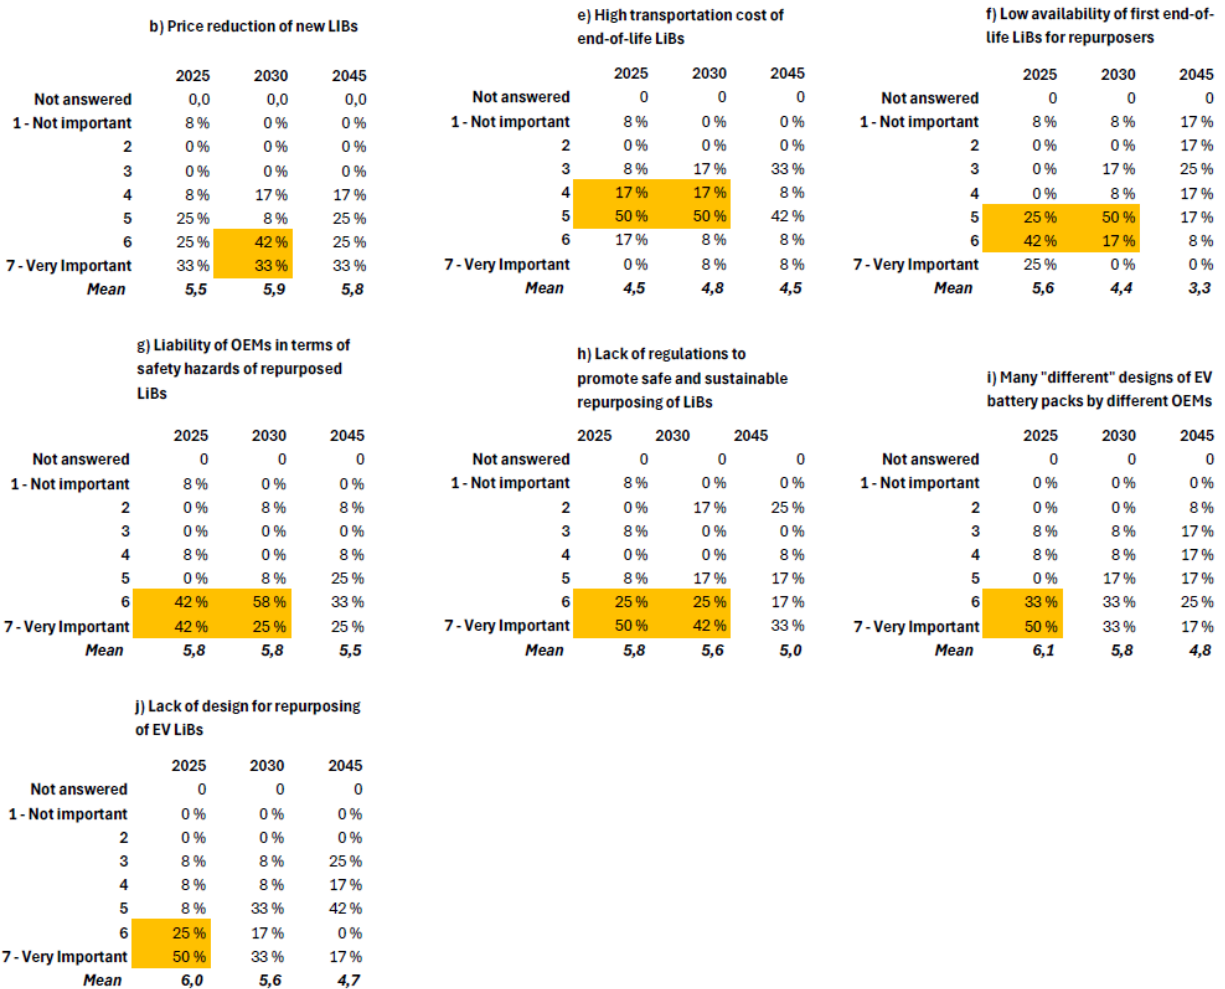 b) Price reduction of new LIBs
2025 2030 2045
Not answered 0,0 0,0 0,0
1 - Not important 8 % 0 % 0 %
2 0 % 0 % 0 %
3 0 % 0 % 0 %
4 8 % 17 % 17 %
5 25 % 8 % 25 %
6 25 % 42 % 25 %
7 - Very Important 33 % 33 % 33 %
Mean 5,5 5,9 5,8
e) High transportation cost of
end-of-life LiBs
2025 2030 2045
Not answered 0 0 0
1 - Not important 8 % 0 % 0 %
2 0 % 0 % 0 %
3 8 % 17 % 33 %
4 17 % 17 % 8 %
5 50 % 50 % 42 %
6 17 % 8 % 8 %
7 - Very Important 0 % 8 % 8 %
Mean 4,5 4,8 4,5
f) Low availability of first end-of-
life LiBs for repurposers
2025 2030 2045
Not answered 0 0 0
1 - Not important 8 % 8 % 17 %
2 0 % 0 % 17 %
3 0 % 17 % 25 %
4 0 % 8 % 17 %
5 25 % 50 % 17 %
6 42 % 17 % 8 %
7 - Very Important 25 % 0 % 0 %
Mean 5,6 4,4 3,3
g) Liability of OEMs in terms of
safety hazards of repurposed
LiBs
2025 2030 2045
Not answered 0 0 0
1 - Not important 8 % 0 % 0 %
2 0 % 8 % 8 %
3 0 % 0 % 0 %
4 8 % 0 % 8 %
5 0 % 8 % 25 %
6 42 % 58 % 33 %
7 - Very Important 42 % 25 % 25 %
Mean 5,8 5,8 5,5
h) Lack of regulations to
promote safe and sustainable
repurposing of LiBs
2025 2030 2045
Not answered 0 0 0
1 - Not important 8 % 0 % 0 %
2 0 % 17 % 25 %
3 8 % 0 % 0 %
4 0 % 0 % 8 %
5 8 % 17 % 17 %
6 25 % 25 % 17 %
7 - Very Important 50 % 42 % 33 %
Mean 5,8 5,6 5,0
i) Many "different" designs of EV
battery packs by different OEMs
2025 2030 2045
Not answered 0 0 0
1 - Not important 0 % 0 % 0 %
2 0 % 0 % 8 %
3 8 % 8 % 17 %
4 8 % 8 % 17 %
5 0 % 17 % 17 %
6 33 % 33 % 25 %
7 - Very Important 50 % 33 % 17 %
Mean 6,1 5,8 4,8
j) Lack of design for repurposing
of EV LiBs
2025 2030 2045
Not answered 0 0 0
1 - Not important 0 % 0 % 0 %
2 0 % 0 % 0 %
3 8 % 8 % 25 %
4 8 % 8 % 17 %
5 8 % 33 % 42 %
6 25 % 17 % 0 %
7 - Very Important 50 % 33 % 17 %
Mean 6,0 5,6 4,7